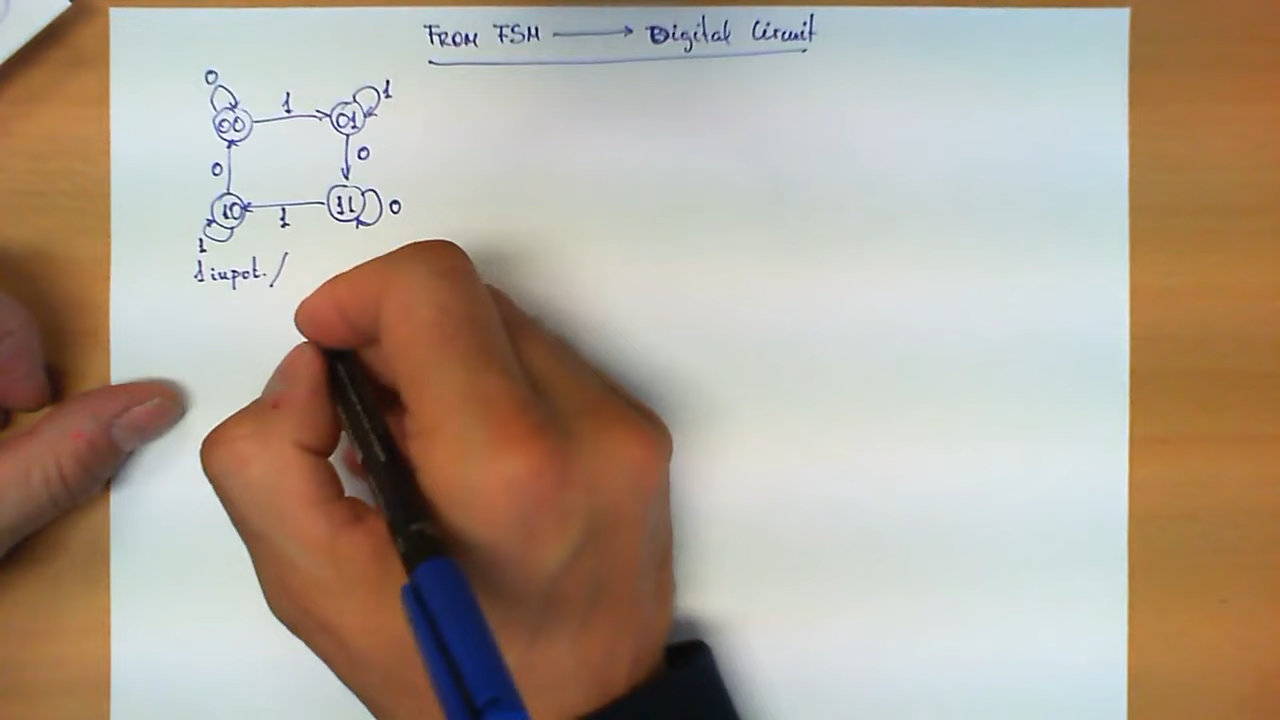 FROM FSM → Digital Circuit
0 1 1
00 01
0 0
10 1 11 0
1
1 input. /